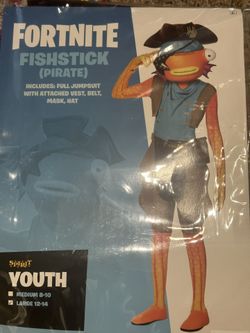 FORTNITE
FISHSTICK
(PIRATE)
INCLUDES: FULL JUMPSUIT
WITH ATTACHED VEST, BELT,
MASK, HAT
SPIRIT
YOUTH
MEDIUM 8-10
LARGE 12-14